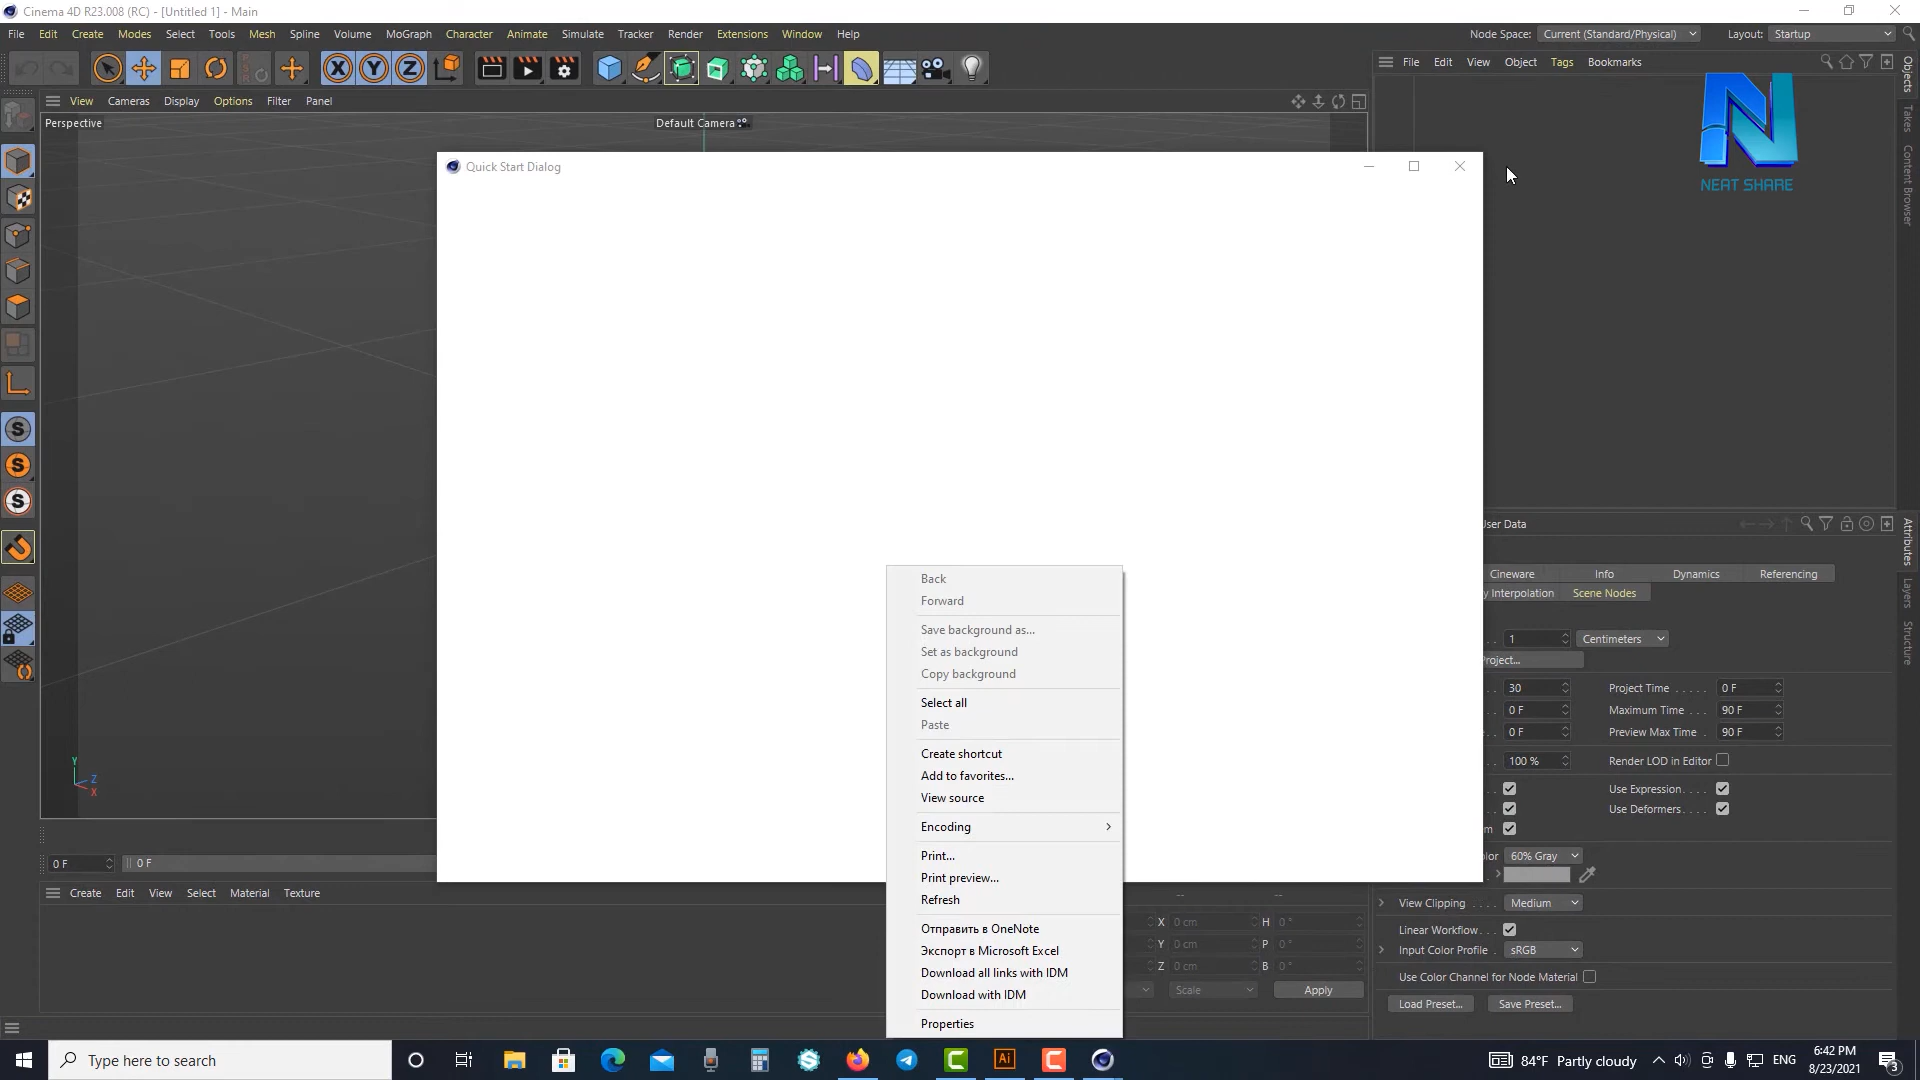 Cinema 4D R23.008 (RC) - [Untitled 1] - Main
File Edit Create Modes Select Tools Mesh Spline Volume MoGraph Character Animate Simulate Tracker Render Extensions Window Help
Node Space: Current (Standard/Physical) Layout: Startup
X Y Z
File Edit View Object Tags Bookmarks
View Cameras Display Options Filter Panel
Perspective
Default Camera
NEAT SHARE
Objects
Takes
Content Browser
Quick Start Dialog
S
S
S
Back
Forward
Save background as...
Set as background
Copy background
Select all
Paste
Create shortcut
Add to favorites...
View source
Encoding
Print...
Print preview...
Refresh
Отправить в OneNote
Экспорт в Microsoft Excel
Download all links with IDM
Download with IDM
Properties
User Data
Attributes
Layers
Structure
Cineware Info Dynamics Referencing
y Interpolation Scene Nodes
1 Centimeters
Project...
30 Project Time 0 F
0 F Maximum Time 90 F
0 F Preview Max Time 90 F
100 % Render LOD in Editor
Use Expression
Use Deformers
60% Gray
View Clipping Medium
Linear Workflow
Input Color Profile sRGB
Use Color Channel for Node Material
Load Preset... Save Preset...
Y
Z
X
0 F 0 F
Create Edit View Select Material Texture
-- --
X 0 cm H 0 °
Y 0 cm P 0 °
Z 0 cm B 0 °
Scale Apply
Type here to search
Ai
84°F Partly cloudy
ENG
6:42 PM
8/23/2021
3